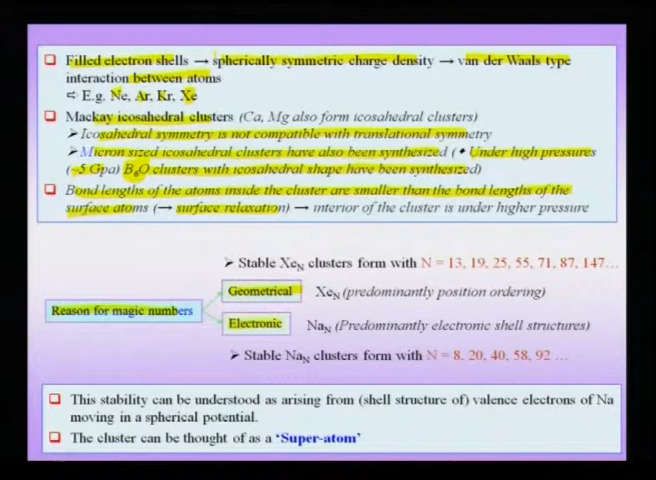 ❑ Filled electron shells → spherically symmetric charge density → van der Waals type
interaction between atoms
⇨ E.g. Ne, Ar, Kr, Xe
❑ Mackay icosahedral clusters (Ca, Mg also form icosahedral clusters)
➤ Icosahedral symmetry is not compatible with translational symmetry
➤ Micron sized icosahedral clusters have also been synthesized (♦ Under high pressures
(~5 Gpa) B₆O clusters with icosahedral shape have been synthesized)
❑ Bond lengths of the atoms inside the cluster are smaller than the bond lengths of the
surface atoms (→ surface relaxation) → interior of the cluster is under higher pressure
➤ Stable Xe_N clusters form with N = 13, 19, 25, 55, 71, 87, 147…
Geometrical Xe_N (predominantly position ordering)
Reason for magic numbers
Electronic Na_N (Predominantly electronic shell structures)
➤ Stable Na_N clusters form with N = 8, 20, 40, 58, 92 …
❑ This stability can be understood as arising from (shell structure of) valence electrons of Na
moving in a spherical potential.
❑ The cluster can be thought of as a ‘Super-atom’